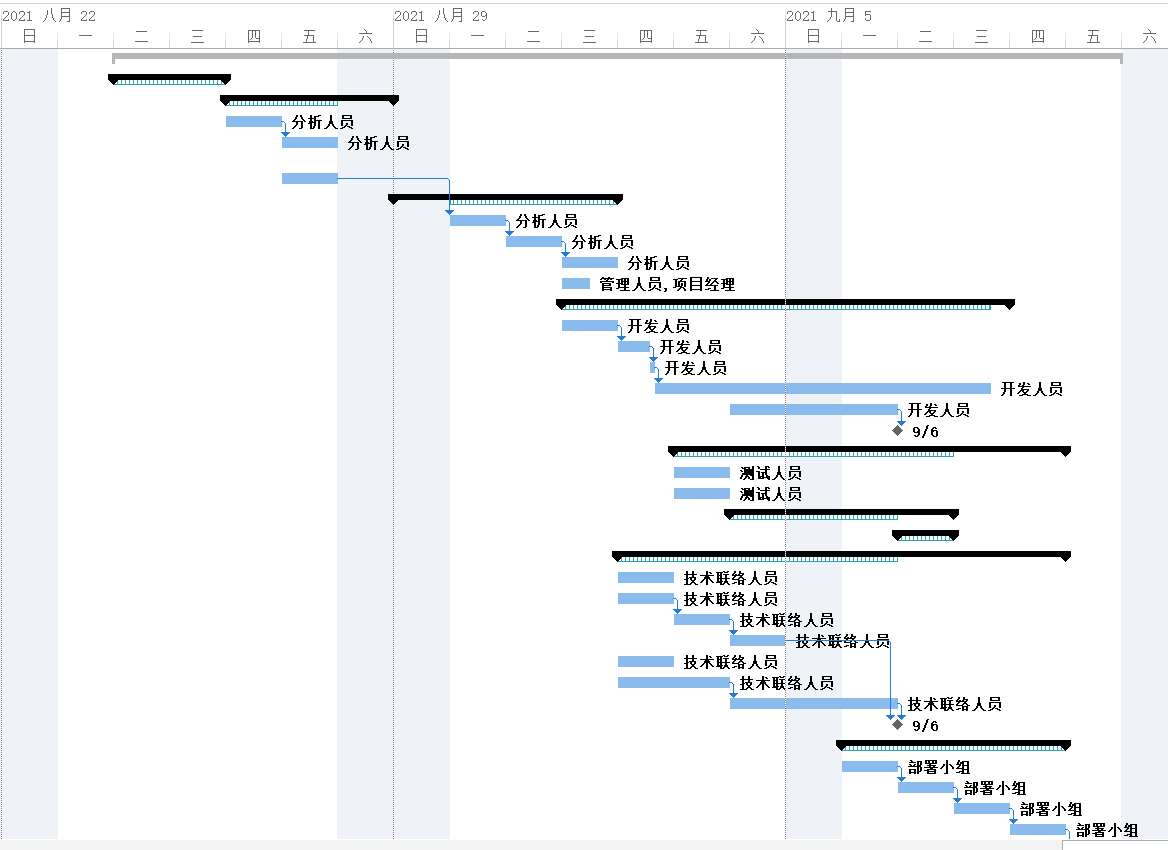 2021 八月 22 2021 八月 29 2021 九月 5
日 一 二 三 四 五 六 日 一 二 三 四 五 六 日 一 二 三 四 五 六
分析人员
分析人员
分析人员
分析人员
分析人员
管理人员,项目经理
开发人员
开发人员
开发人员
开发人员
开发人员
9/6
测试人员
测试人员
技术联络人员
技术联络人员
技术联络人员
技术联络人员
技术联络人员
技术联络人员
技术联络人员
9/6
部署小组
部署小组
部署小组
部署小组